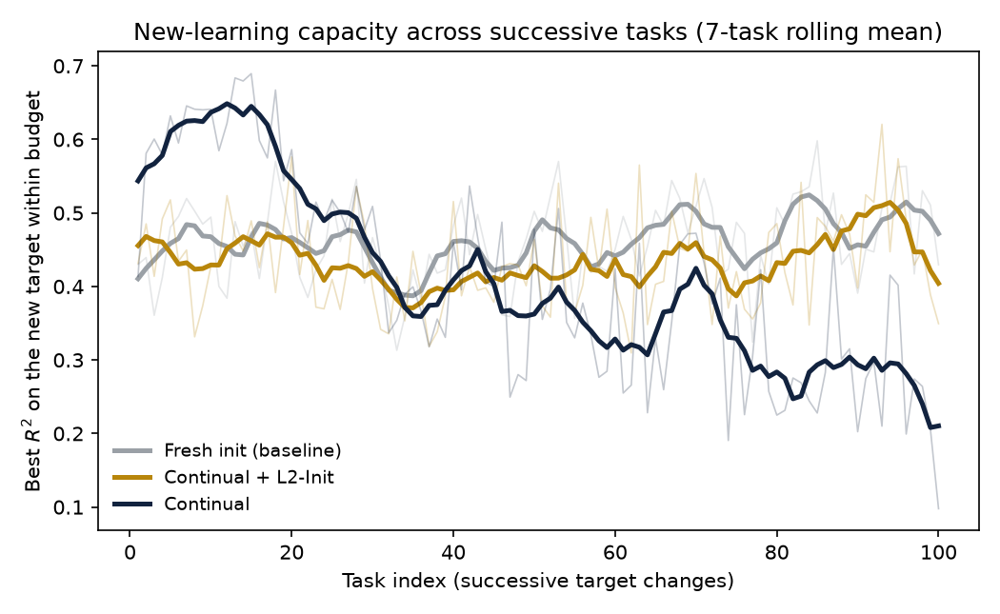 New-learning capacity across successive tasks (7-task rolling mean)
Best R² on the new target within budget
0.7
0.6
0.5
0.4
0.3
0.2
0.1
Fresh init (baseline)
Continual + L2-Init
Continual
0 20 40 60 80 100
Task index (successive target changes)